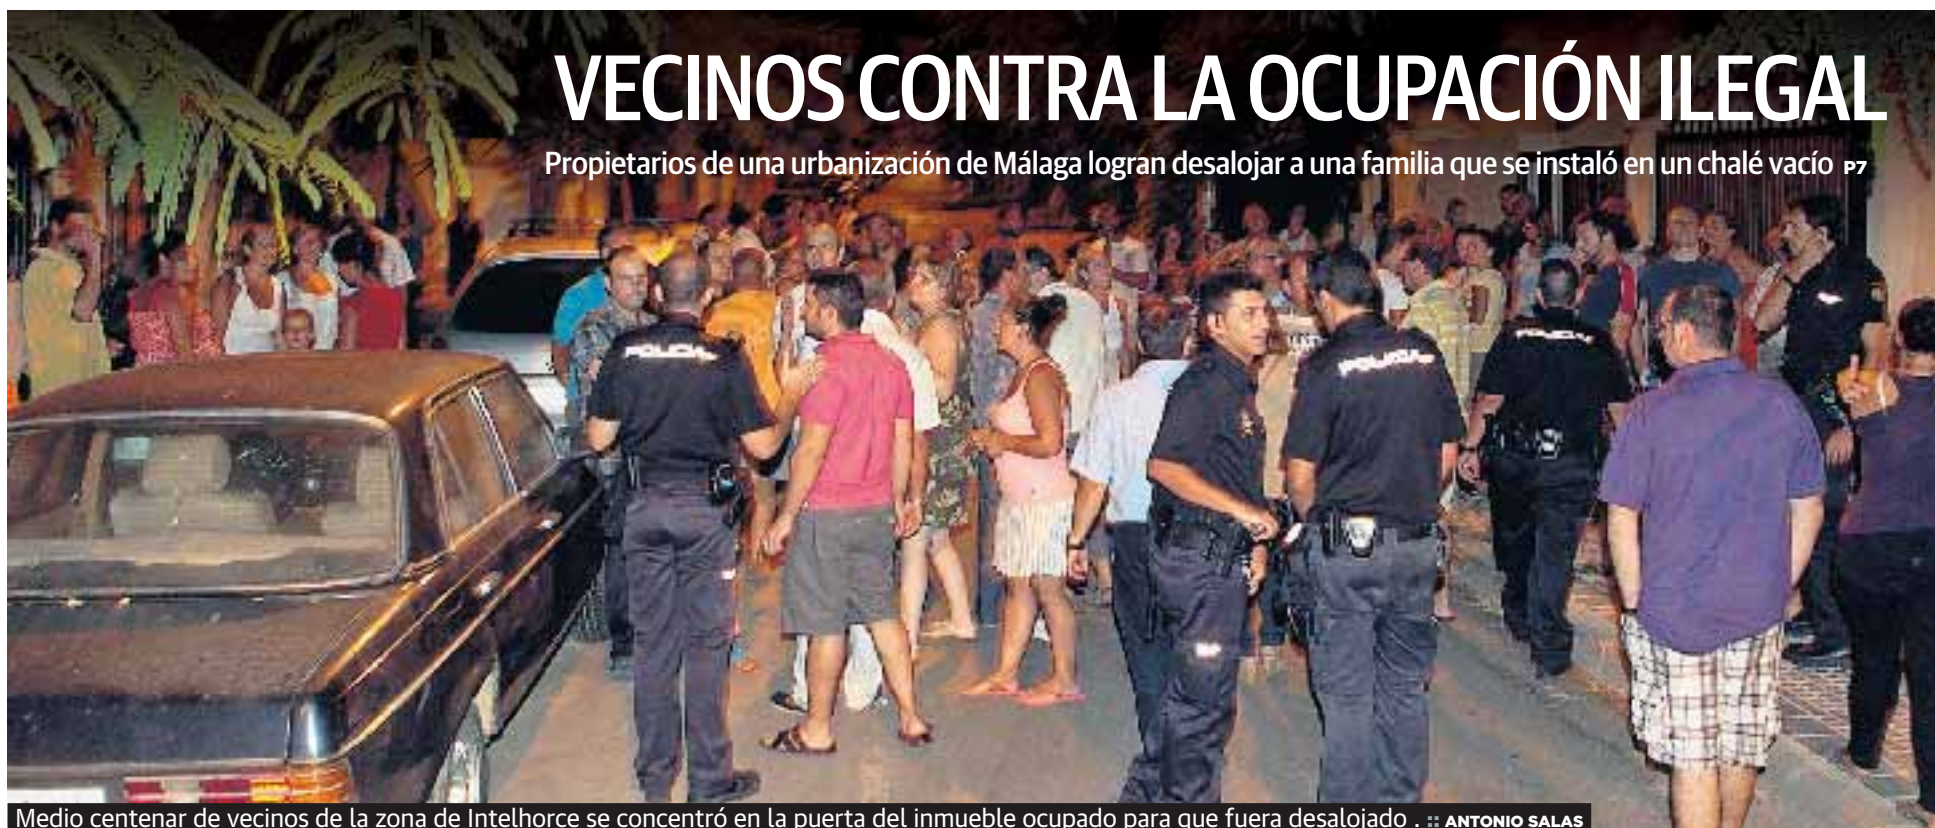 VECINOS CONTRA LA OCUPACIÓN ILEGAL
Propietarios de una urbanización de Málaga logran desalojar a una familia que se instaló en un chalé vacío P7
POLICIA
POLICIA
POLICIA
Medio centenar de vecinos de la zona de Intelhorce se concentró en la puerta del inmueble ocupado para que fuera desalojado . :: ANTONIO SALAS